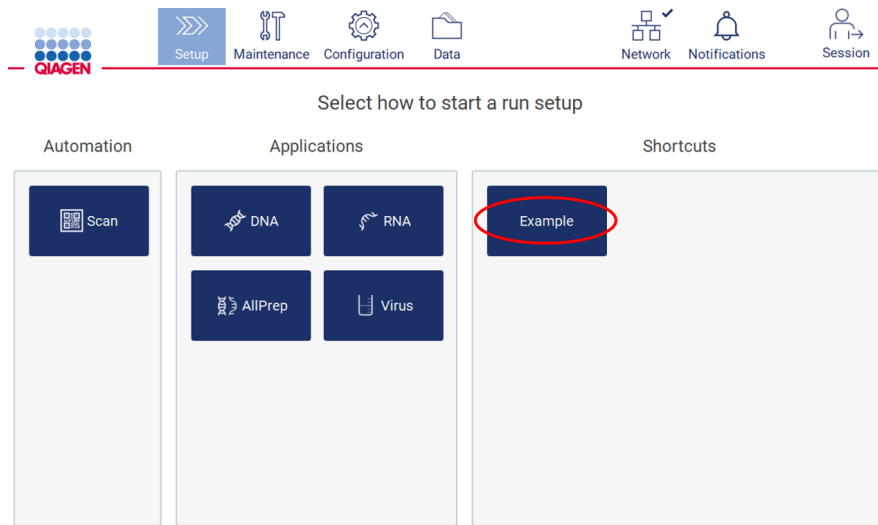 QIAGEN
Setup
Maintenance
Configuration
Data
Network
Notifications
Session
Select how to start a run setup
Automation
Applications
Shortcuts
Scan
DNA
RNA
Example
AllPrep
Virus